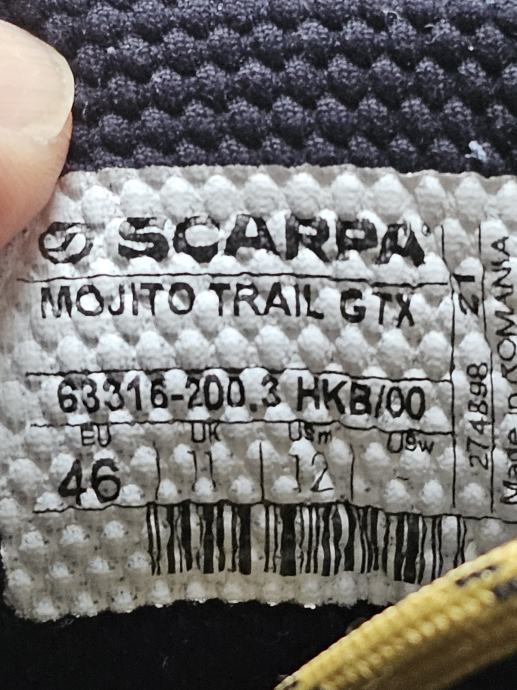 SCARPA
MOJITO TRAIL GTX
63316-200.3 HKB/00
EU UK USm USw
46 11 12 -
274898 21
Made in ROMANIA